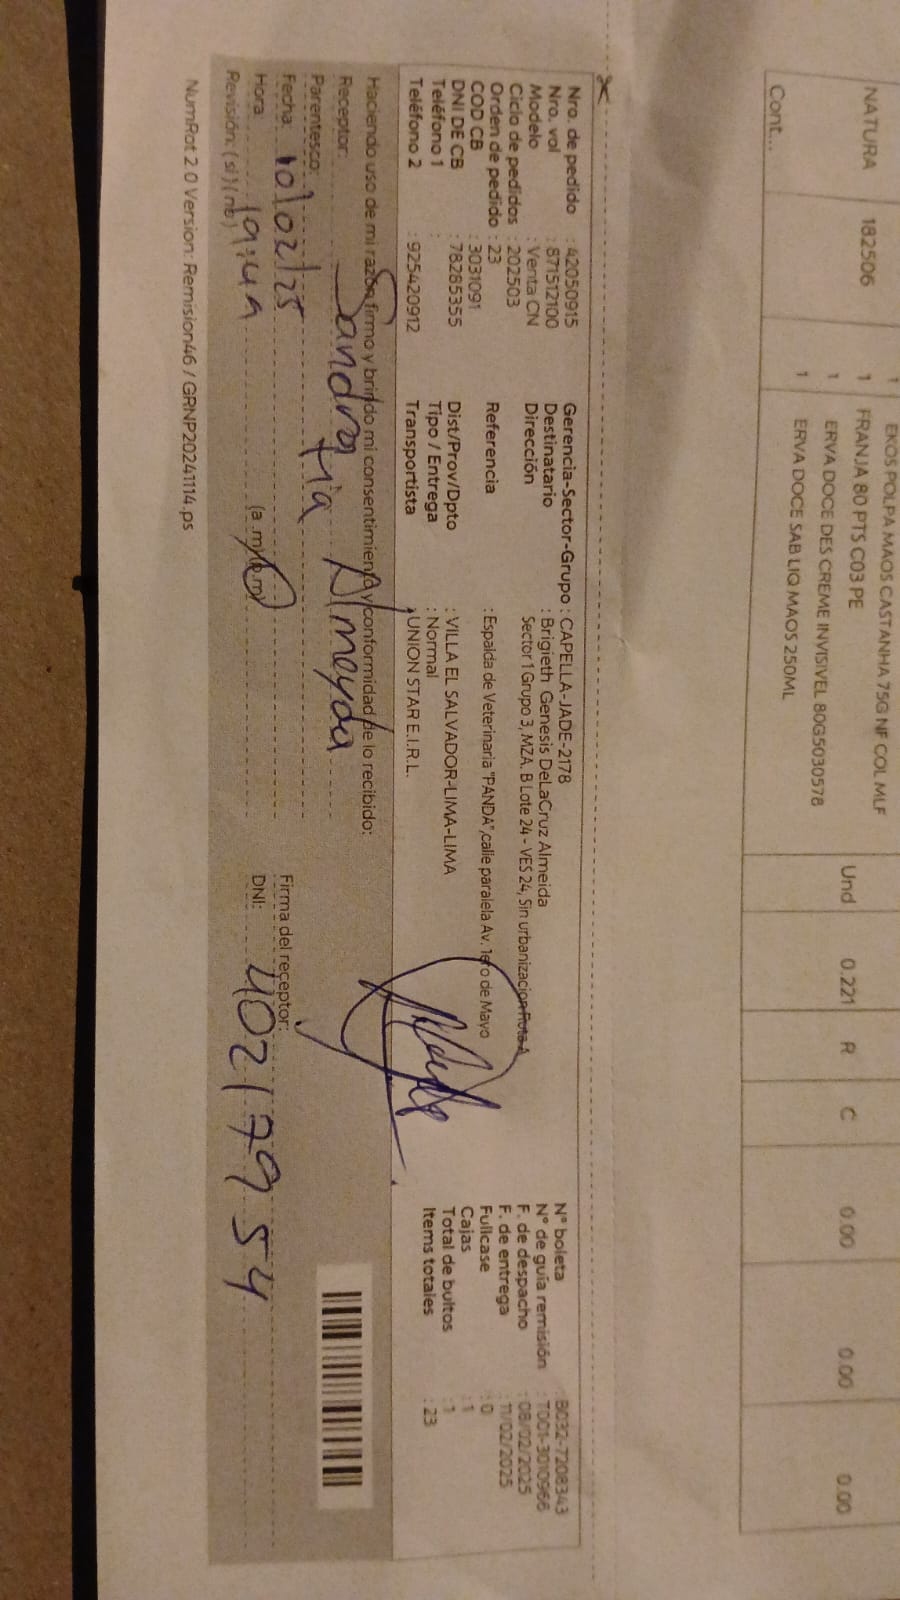 EKOS POLPA MAOS CASTANHA 75G NF COL MLF
NATURA 182506 1 FRANJA 80 PTS C03 PE Und 0.221 R C 0.00 0.00 0.00
1 ERVA DOCE DES CREME INVISIVEL 80G5030578
1 ERVA DOCE SAB LIQ MAOS 250ML
Cont...
Nro. de pedido : 42050915
Nro. vol : 871512100
Modelo : Venta CN
Ciclo de pedidos : 202503
Orden de pedido : 23
COD CB : 3031091
DNI DE CB : 78285355
Teléfono 1 :
Teléfono 2 : 925420912
Gerencia-Sector-Grupo : CAPELLA-JADE-2178
Destinatario : Brigieth Genesis DeLaCruz Almeida
Dirección Sector 1 Grupo 3, MZA. B Lote 24 - VES 24, Sin urbanizacion Ruta A
Referencia : Espalda de Veterinaria "PANDA",calle paralela Av. 1ero de Mayo
Dist/Prov/Dpto : VILLA EL SALVADOR-LIMA-LIMA
Tipo / Entrega : Normal
Transportista : UNION STAR E.I.R.L.
N° boleta : B032-7208343
N° de guía remisión : T001-3010966
F. de despacho : 08/02/2025
F. de entrega : 11/02/2025
Fullcase : 0
Cajas : 1
Total de bultos : 1
Items totales : 23
Haciendo uso de mi razón firmo y brindo mi consentimiento y conformidad de lo recibido:
Receptor: Sandra Almeyda
Parentesco: tia
Fecha: 10/02/25
Hora: (a .m)(p.m)
Revisión: ( si ) ( no )
Firma del receptor:
DNI: 40217954
NumRot 2 0 Version: Remision46 / GRNP20241114.ps